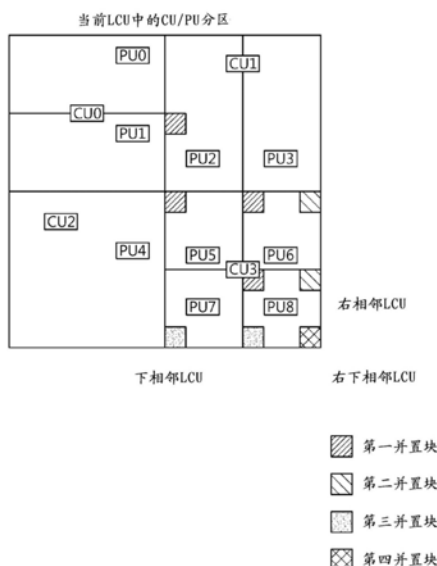 当前LCU中的CU/PU分区
PU0
CU1
CU0
PU1
PU2
PU3
CU2
PU4
PU5
PU6
CU3
PU7
PU8
右相邻LCU
下相邻LCU
右下相邻LCU
第一并置块
第二并置块
第三并置块
第四并置块